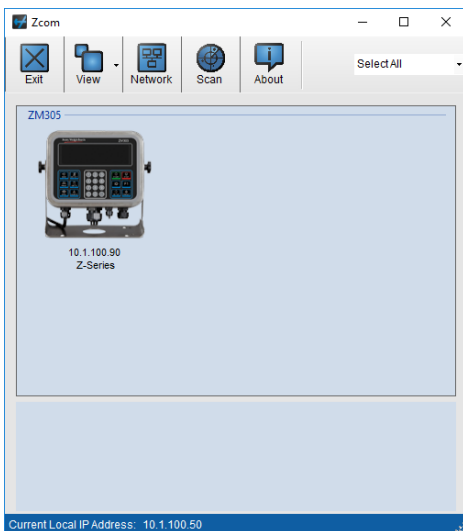 Zcom
Exit View Network Scan About Select All
ZM305
10.1.100.90
Z-Series
Current Local IP Address: 10.1.100.50